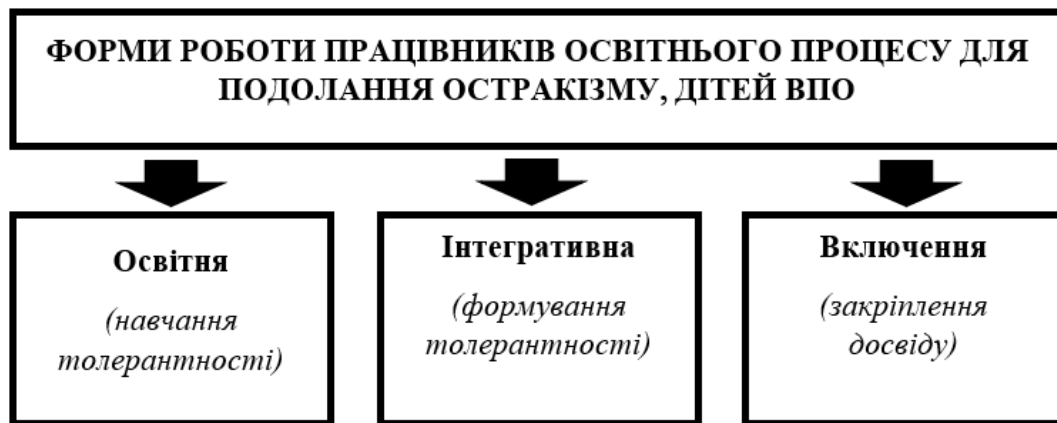 ФОРМИ РОБОТИ ПРАЦІВНИКІВ ОСВІТНЬОГО ПРОЦЕСУ ДЛЯ
ПОДОЛАННЯ ОСТРАКІЗМУ, ДІТЕЙ ВПО
Освітня
(навчання
толерантності)
Інтегративна
(формування
толерантності)
Включення
(закріплення
досвіду)